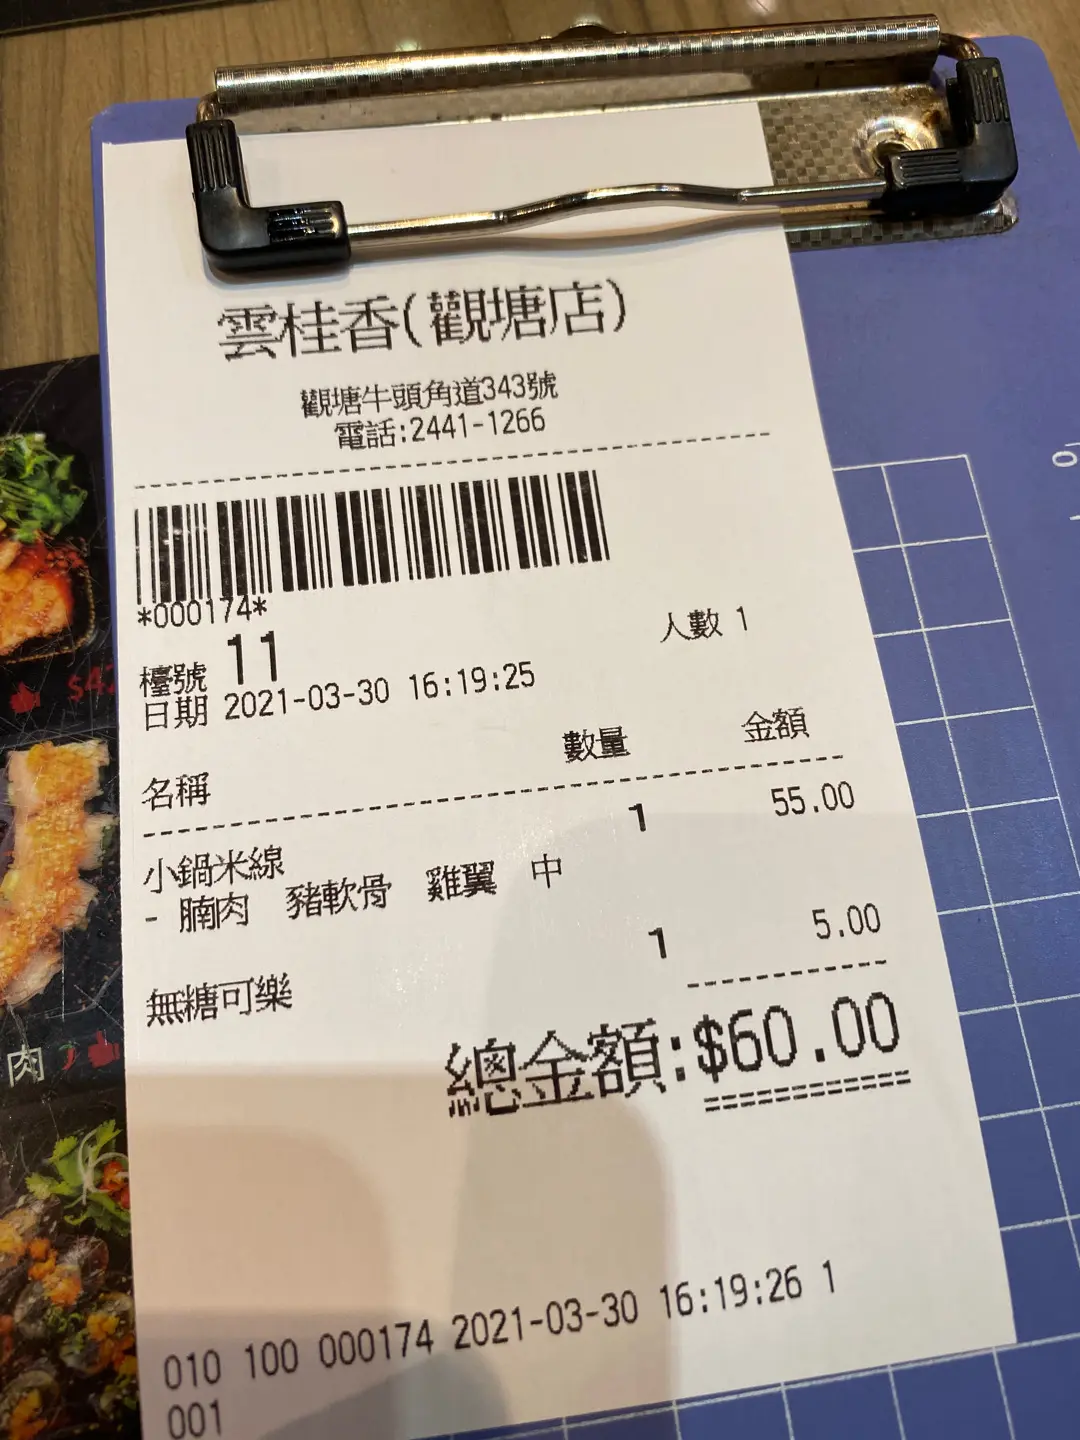 雲桂香(觀塘店)
觀塘牛頭角道343號
電話:2441-1266
*000174*
檯號 11 人數 1
日期 2021-03-30 16:19:25
名稱 數量 金額
小鍋米線 1 55.00
- 腩肉 豬軟骨 雞翼 中
無糖可樂 1 5.00
總金額:$60.00
010 100 000174 2021-03-30 16:19:26 1
001
$42
肉
0